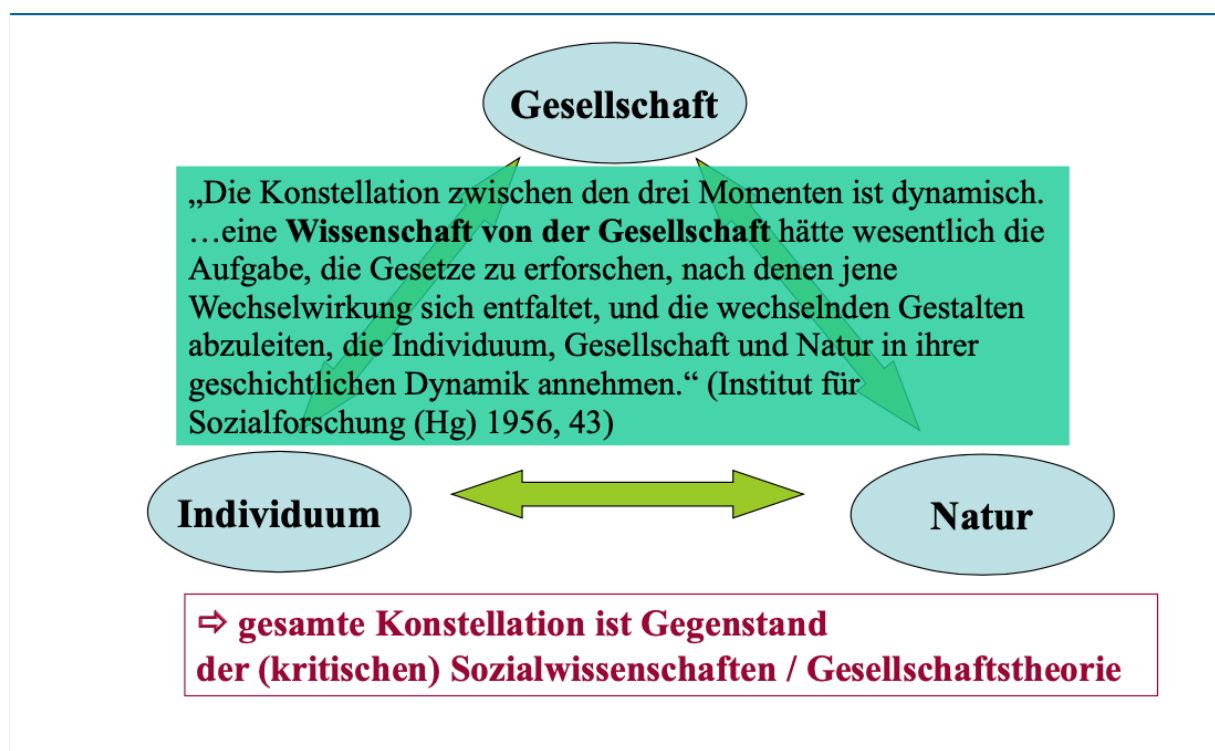 Gesellschaft
„Die Konstellation zwischen den drei Momenten ist dynamisch.
…eine Wissenschaft von der Gesellschaft hätte wesentlich die
Aufgabe, die Gesetze zu erforschen, nach denen jene
Wechselwirkung sich entfaltet, und die wechselnden Gestalten
abzuleiten, die Individuum, Gesellschaft und Natur in ihrer
geschichtlichen Dynamik annehmen.“ (Institut für
Sozialforschung (Hg) 1956, 43)
Individuum
Natur
⇨ gesamte Konstellation ist Gegenstand
der (kritischen) Sozialwissenschaften / Gesellschaftstheorie